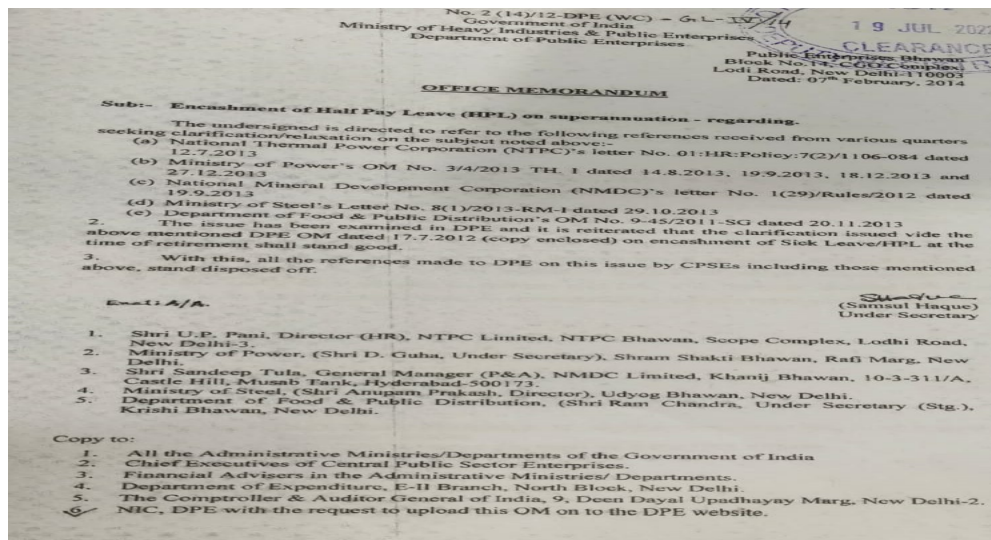 No. 2 (14)/12-DPE (WC) - GL-IV/14
Government of India
Ministry of Heavy Industries & Public Enterprises
Department of Public Enterprises
19 JUL 202
CLEARANCE
Public Enterprises Bhawan
Block No.14, CGO Complex,
Lodi Road, New Delhi-110003
Dated: 07th February, 2014
OFFICE MEMORANDUM
Sub:- Encashment of Half Pay Leave (HPL) on superannuation - regarding.
The undersigned is directed to refer to the following references received from various quarters
seeking clarification/relaxation on the subject noted above:-
(a) National Thermal Power Corporation (NTPC)'s letter No. 01:HR:Policy:7(2)/1106-084 dated
12.7.2013
(b) Ministry of Power's OM No. 3/4/2013 TH. I dated 14.8.2013, 19.9.2013, 18.12.2013 and
27.12.2013
(c) National Mineral Development Corporation (NMDC)'s letter No. 1(29)/Rules/2012 dated
19.9.2013
(d) Ministry of Steel's Letter No. 8(1)/2013-RM-I dated 29.10.2013
(e) Department of Food & Public Distribution's OM No. 9-45/2011-SG dated 20.11.2013
2. The issue has been examined in DPE and it is reiterated that the clarification issued vide the
above mentioned DPE OM dated 17.7.2012 (copy enclosed) on encashment of Sick Leave/HPL at the
time of retirement shall stand good.
3. With this, all the references made to DPE on this issue by CPSEs including those mentioned
above, stand disposed off.
Encl: A/A.
(Samsul Haque)
Under Secretary
1. Shri U.P. Pani, Director (HR), NTPC Limited, NTPC Bhawan, Scope Complex, Lodhi Road,
New Delhi-3.
2. Ministry of Power, (Shri D. Guha, Under Secretary), Shram Shakti Bhawan, Rafi Marg, New
Delhi.
3. Shri Sandeep Tula, General Manager (P&A), NMDC Limited, Khanij Bhawan, 10-3-311/A,
Castle Hill, Musab Tank, Hyderabad-500173.
4. Ministry of Steel, (Shri Anupam Prakash, Director), Udyog Bhawan, New Delhi.
5. Department of Food & Public Distribution, (Shri Ram Chandra, Under Secretary (Stg.),
Krishi Bhawan, New Delhi.
Copy to:
1. All the Administrative Ministries/Departments of the Government of India
2. Chief Executives of Central Public Sector Enterprises.
3. Financial Advisers in the Administrative Ministries/ Departments.
4. Department of Expenditure, E-II Branch, North Block, New Delhi.
5. The Comptroller & Auditor General of India, 9, Deen Dayal Upadhayay Marg, New Delhi-2.
6 NIC, DPE with the request to upload this OM on to the DPE website.